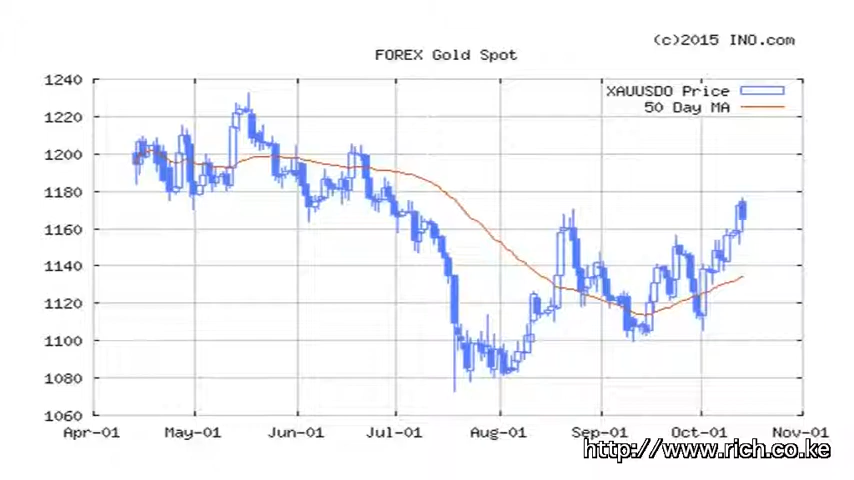 (c)2015 INO.com
FOREX Gold Spot
XAUUSDO Price
50 Day MA
1240
1220
1200
1180
1160
1140
1120
1100
1080
1060
Apr-01 May-01 Jun-01 Jul-01 Aug-01 Sep-01 Oct-01 Nov-01
http://www.rich.co.ke